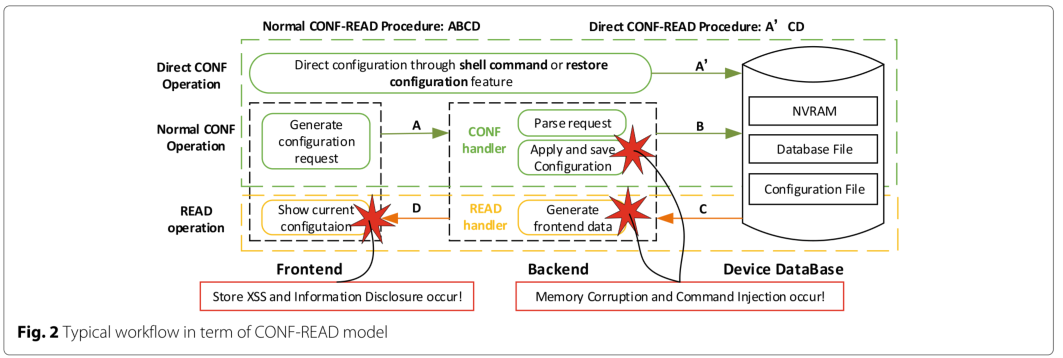 Normal CONF-READ Procedure: ABCD
Direct CONF-READ Procedure: A' CD
Direct CONF
Operation
Direct configuration through shell command or restore
configuration feature
A'
Normal CONF
Operation
Generate
configuration
request
A
CONF
handler
Parse request
Apply and save
Configuration
B
NVRAM
Database File
Configuration File
READ
operation
Show current
configutaion
D
READ
handler
Generate
frontend data
C
Frontend
Backend
Device DataBase
Store XSS and Information Disclosure occur!
Memory Corruption and Command Injection occur!
Fig. 2 Typical workflow in term of CONF-READ model